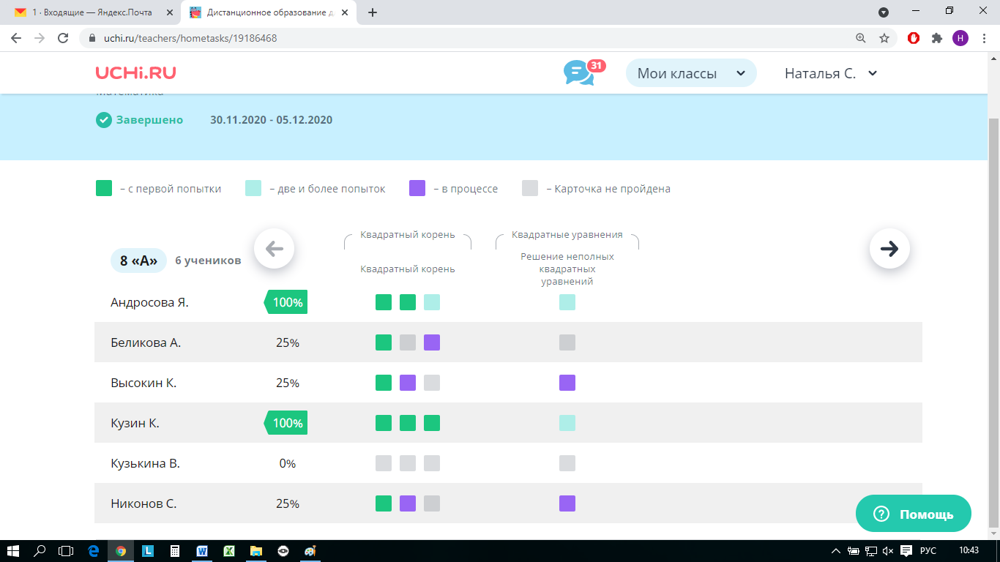 1 · Входящие — Яндекс.Почта
Дистанционное образование д
uchi.ru/teachers/hometasks/19186468
Н
UCHi.RU
31
Мои классы
Наталья С.
Математика
Завершено
30.11.2020 - 05.12.2020
– с первой попытки
– две и более попыток
– в процессе
– Карточка не пройдена
Квадратный корень
Квадратные уравнения
8 «А»
6 учеников
Квадратный корень
Решение неполных
квадратных
уравнений
Андросова Я.
100%
Беликова А.
25%
Высокин К.
25%
Кузин К.
100%
Кузькина В.
0%
Никонов С.
25%
Помощь
РУС
10:43